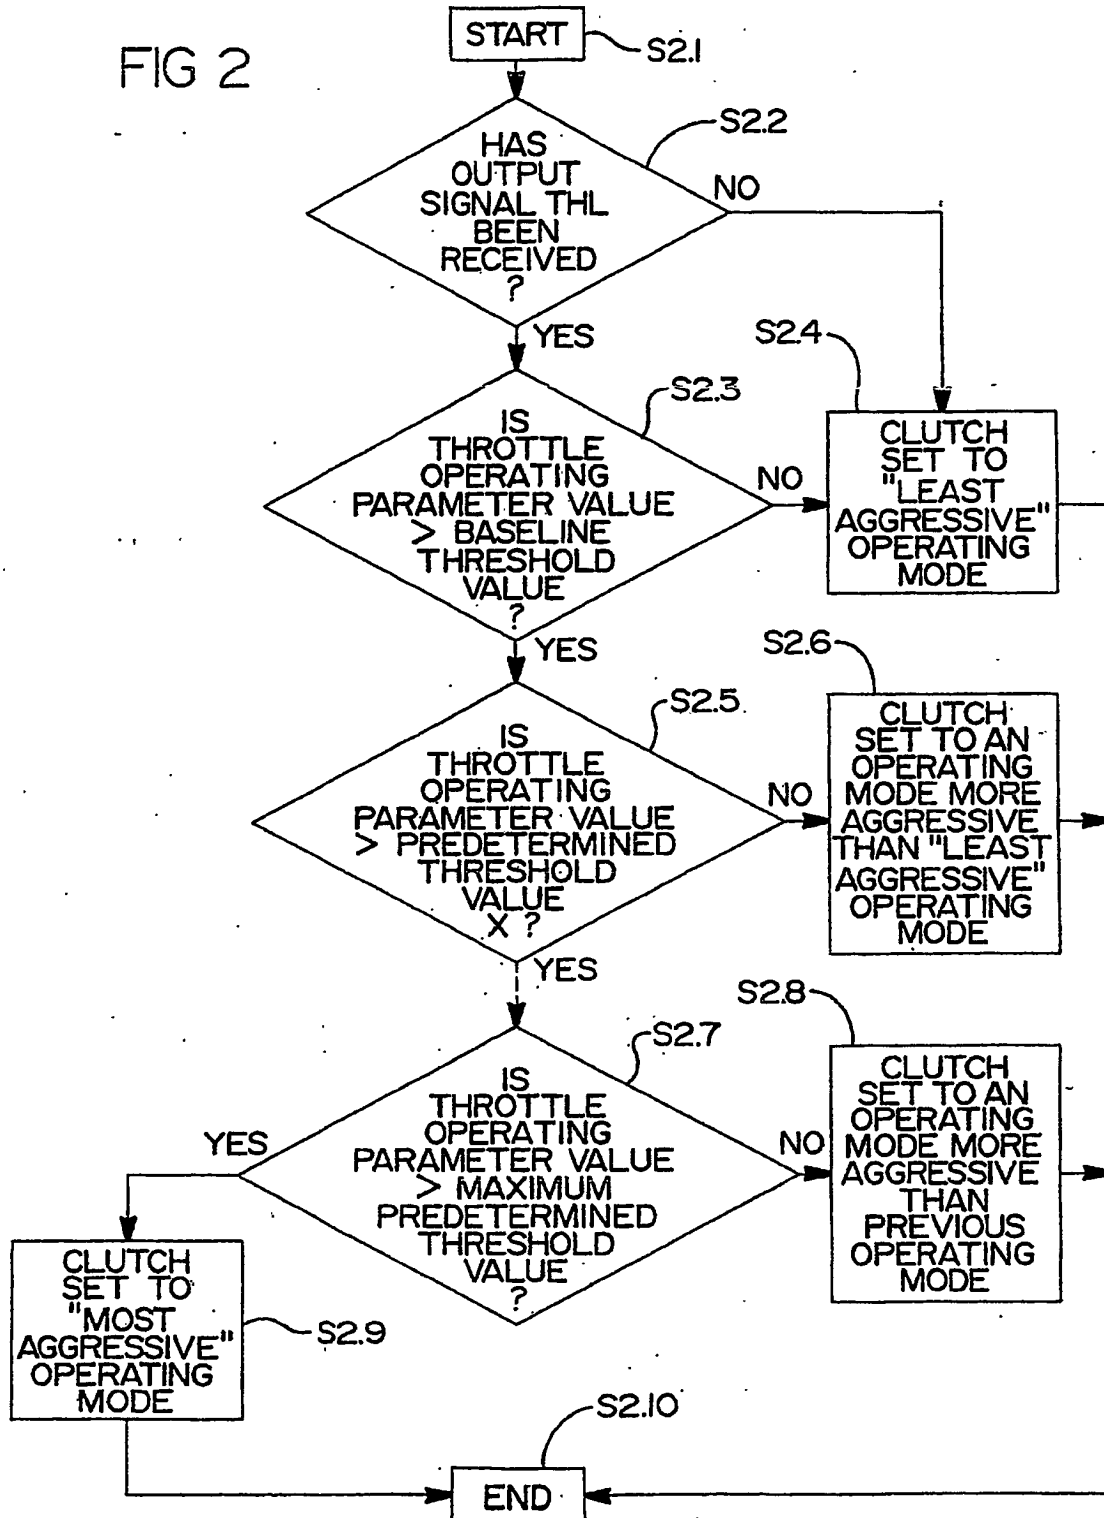 FIG 2
START
S2.1
HAS
OUTPUT
SIGNAL THL
BEEN
RECEIVED
?
S2.2
NO
YES
IS
THROTTLE
OPERATING
PARAMETER VALUE
> BASELINE
THRESHOLD
VALUE
?
S2.3
NO
S2.4
CLUTCH
SET TO
"LEAST
AGGRESSIVE"
OPERATING
MODE
YES
IS
THROTTLE
OPERATING
PARAMETER VALUE
> PREDETERMINED
THRESHOLD
VALUE
X ?
S2.5
NO
S2.6
CLUTCH
SET TO AN
OPERATING
MODE MORE
AGGRESSIVE
THAN "LEAST
AGGRESSIVE"
OPERATING
MODE
YES
IS
THROTTLE
OPERATING
PARAMETER VALUE
> MAXIMUM
PREDETERMINED
THRESHOLD
VALUE
?
S2.7
NO
S2.8
CLUTCH
SET TO AN
OPERATING
MODE MORE
AGGRESSIVE
THAN
PREVIOUS
OPERATING
MODE
YES
CLUTCH
SET TO
"MOST
AGGRESSIVE"
OPERATING
MODE
S2.9
S2.10
END